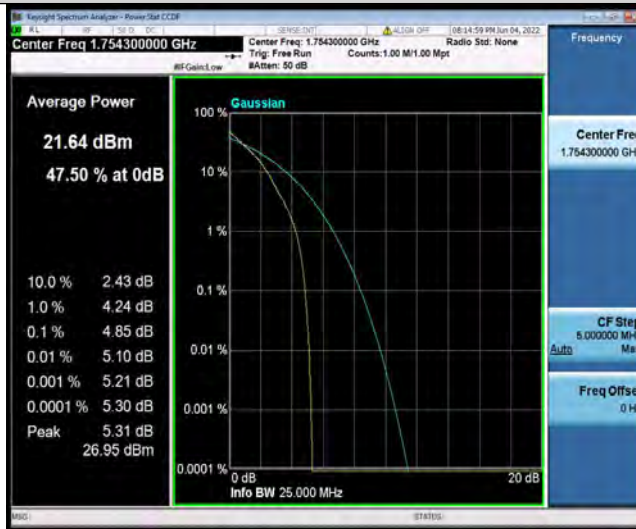 Keysight Spectrum Analyzer - Power Stat CCDF
RL RF 50 Ω DC SENSE:INT ALIGN OFF 08:14:59 PM Jun 04, 2022
Center Freq 1.754300000 GHz
Center Freq: 1.754300000 GHz Radio Std: None
Trig: Free Run Counts:1.00 M/1.00 Mpt
#IFGain:Low #Atten: 50 dB
Frequency
Average Power
21.64 dBm
47.50 % at 0dB
10.0 % 2.43 dB
1.0 % 4.24 dB
0.1 % 4.85 dB
0.01 % 5.10 dB
0.001 % 5.21 dB
0.0001 % 5.30 dB
Peak 5.31 dB
26.95 dBm
Gaussian
100 %
10 %
1 %
0.1 %
0.01 %
0.001 %
0.0001 %
0 dB 20 dB
Info BW 25.000 MHz
Center Fre
1.754300000 GH
CF Step
5.000000 MH
Auto Ma
Freq Offse
0 H
MSG STATUS